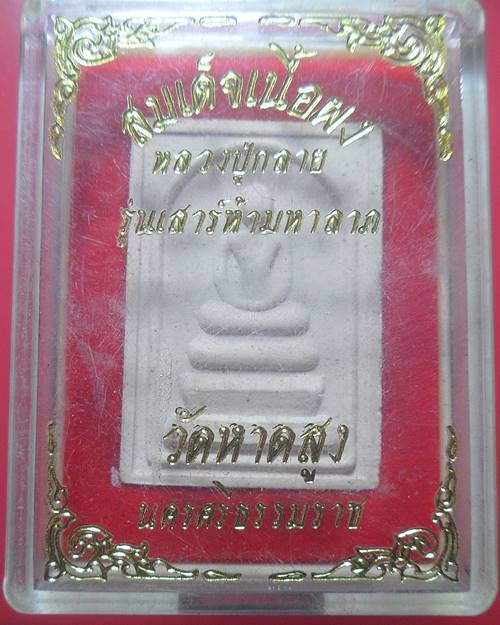 สมเด็จเนื้อผง
หลวงปู่กลาย
รุ่นเสาร์ห้ามหาลาภ
วัดหาดสูง
นครศรีธรรมราช